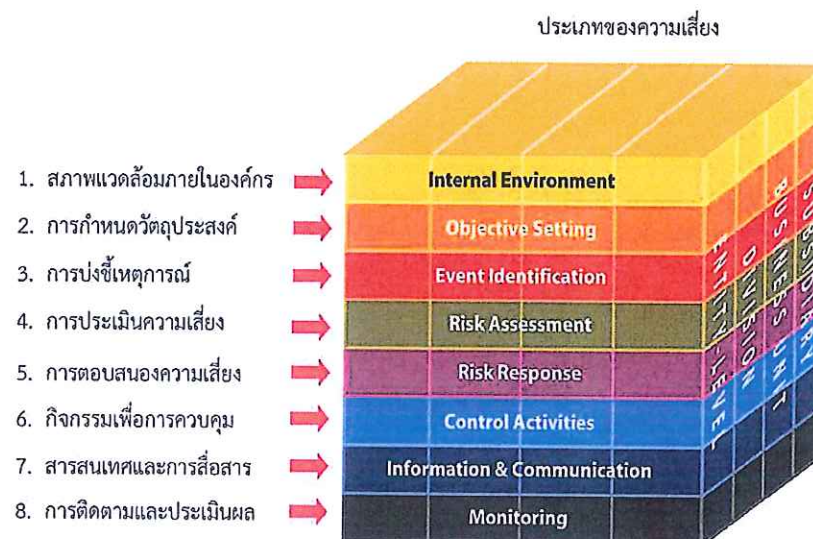 ประเภทของความเสี่ยง
1. สภาพแวดล้อมภายในองค์กร
Internal Environment
2. การกำหนดวัตถุประสงค์
Objective Setting
3. การบ่งชี้เหตุการณ์
Event Identification
4. การประเมินความเสี่ยง
Risk Assessment
5. การตอบสนองความเสี่ยง
Risk Response
6. กิจกรรมเพื่อการควบคุม
Control Activities
7. สารสนเทศและการสื่อสาร
Information & Communication
8. การติดตามและประเมินผล
Monitoring
ENTITY-LEVEL
DIVISION
BUSINESS UNIT
SUBSIDIARY